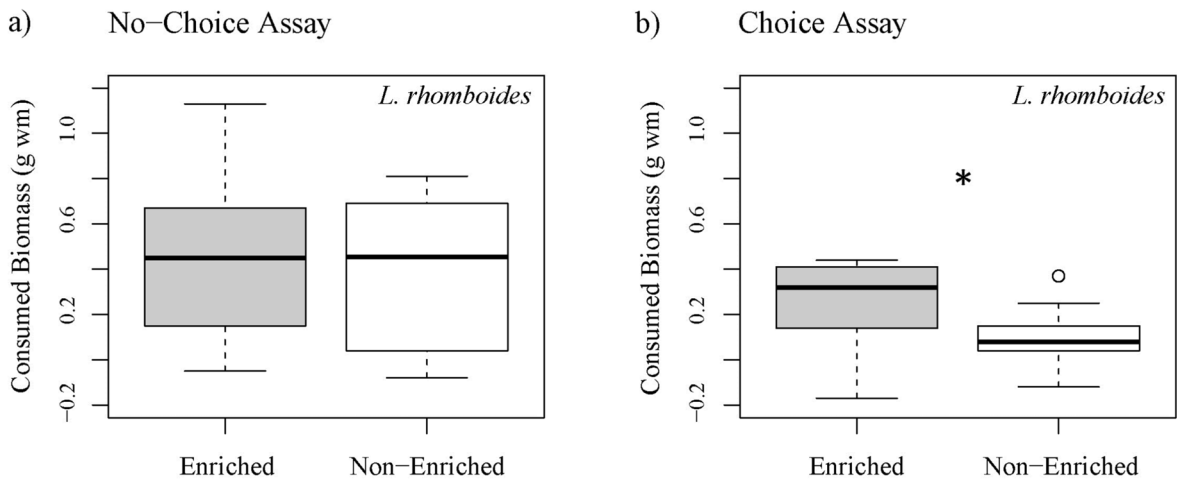 a) No−Choice Assay
L. rhomboides
Consumed Biomass (g wm)
1.0
0.6
0.2
−0.2
Enriched Non−Enriched
b) Choice Assay
L. rhomboides
Consumed Biomass (g wm)
1.0
0.6
0.2
−0.2
*
Enriched Non−Enriched